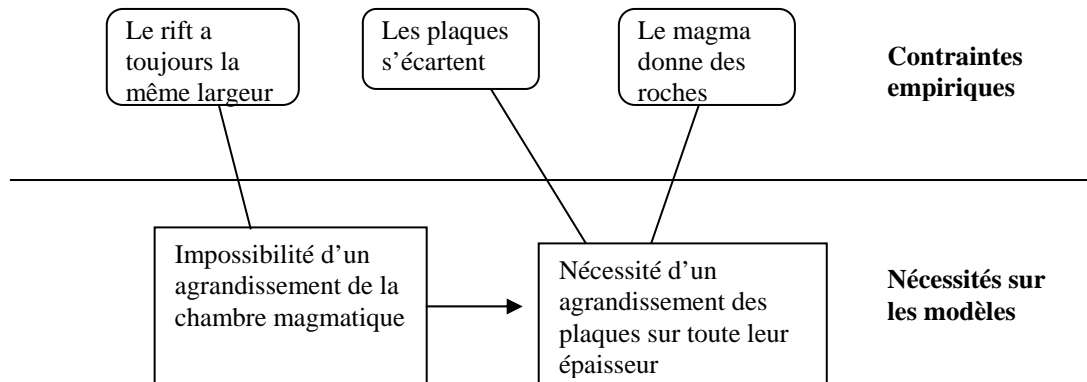 Le rift a
toujours la
même largeur
Les plaques
s’écartent
Le magma
donne des
roches
Contraintes
empiriques
Impossibilité d’un
agrandissement de la
chambre magmatique
Nécessité d’un
agrandissement des
plaques sur toute leur
épaisseur
Nécessités sur
les modèles